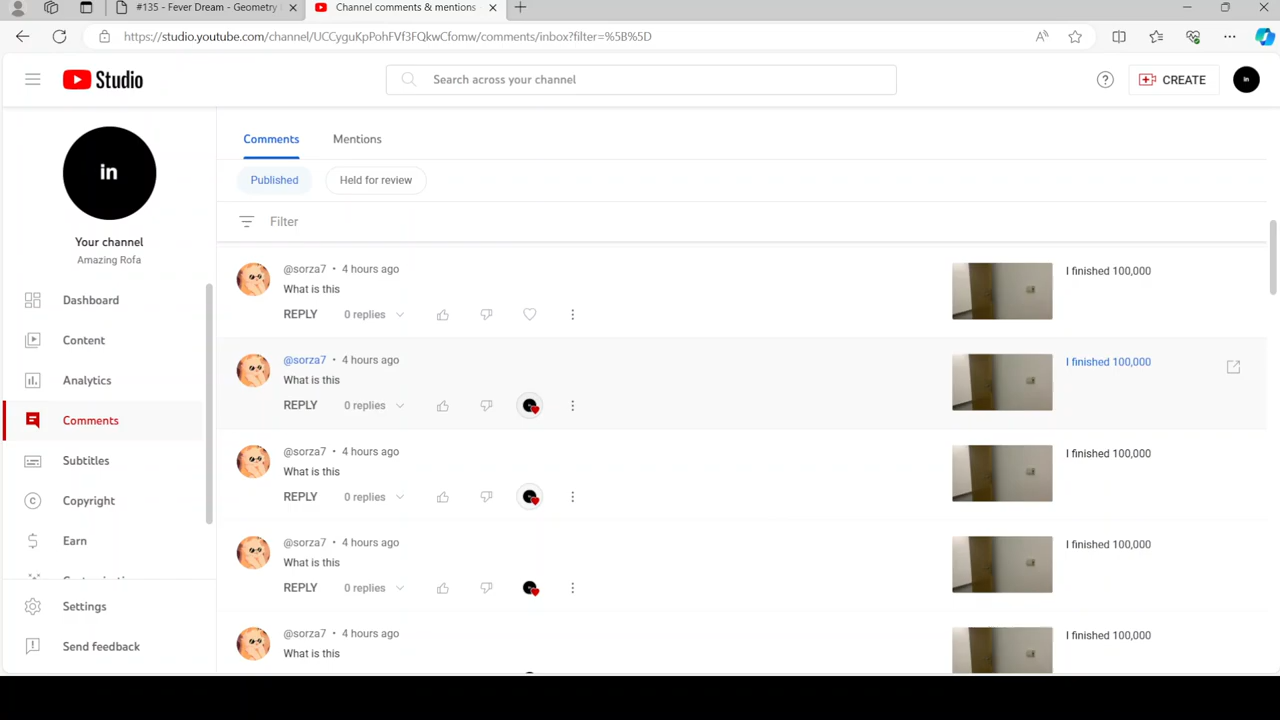 #135 - Fever Dream - Geometry
Channel comments & mentions
https://studio.youtube.com/channel/UCCyguKpPohFVf3FQkwCfomw/comments/inbox?filter=%5B%5D
Studio
Search across your channel
CREATE
in
in
Your channel
Amazing Rofa
Dashboard
Content
Analytics
Comments
Subtitles
Copyright
Earn
Settings
Send feedback
Comments
Mentions
Published
Held for review
Filter
@sorza7 • 4 hours ago
What is this
REPLY 0 replies
I finished 100,000
@sorza7 • 4 hours ago
What is this
REPLY 0 replies
I finished 100,000
@sorza7 • 4 hours ago
What is this
REPLY 0 replies
I finished 100,000
@sorza7 • 4 hours ago
What is this
REPLY 0 replies
I finished 100,000
@sorza7 • 4 hours ago
What is this
I finished 100,000